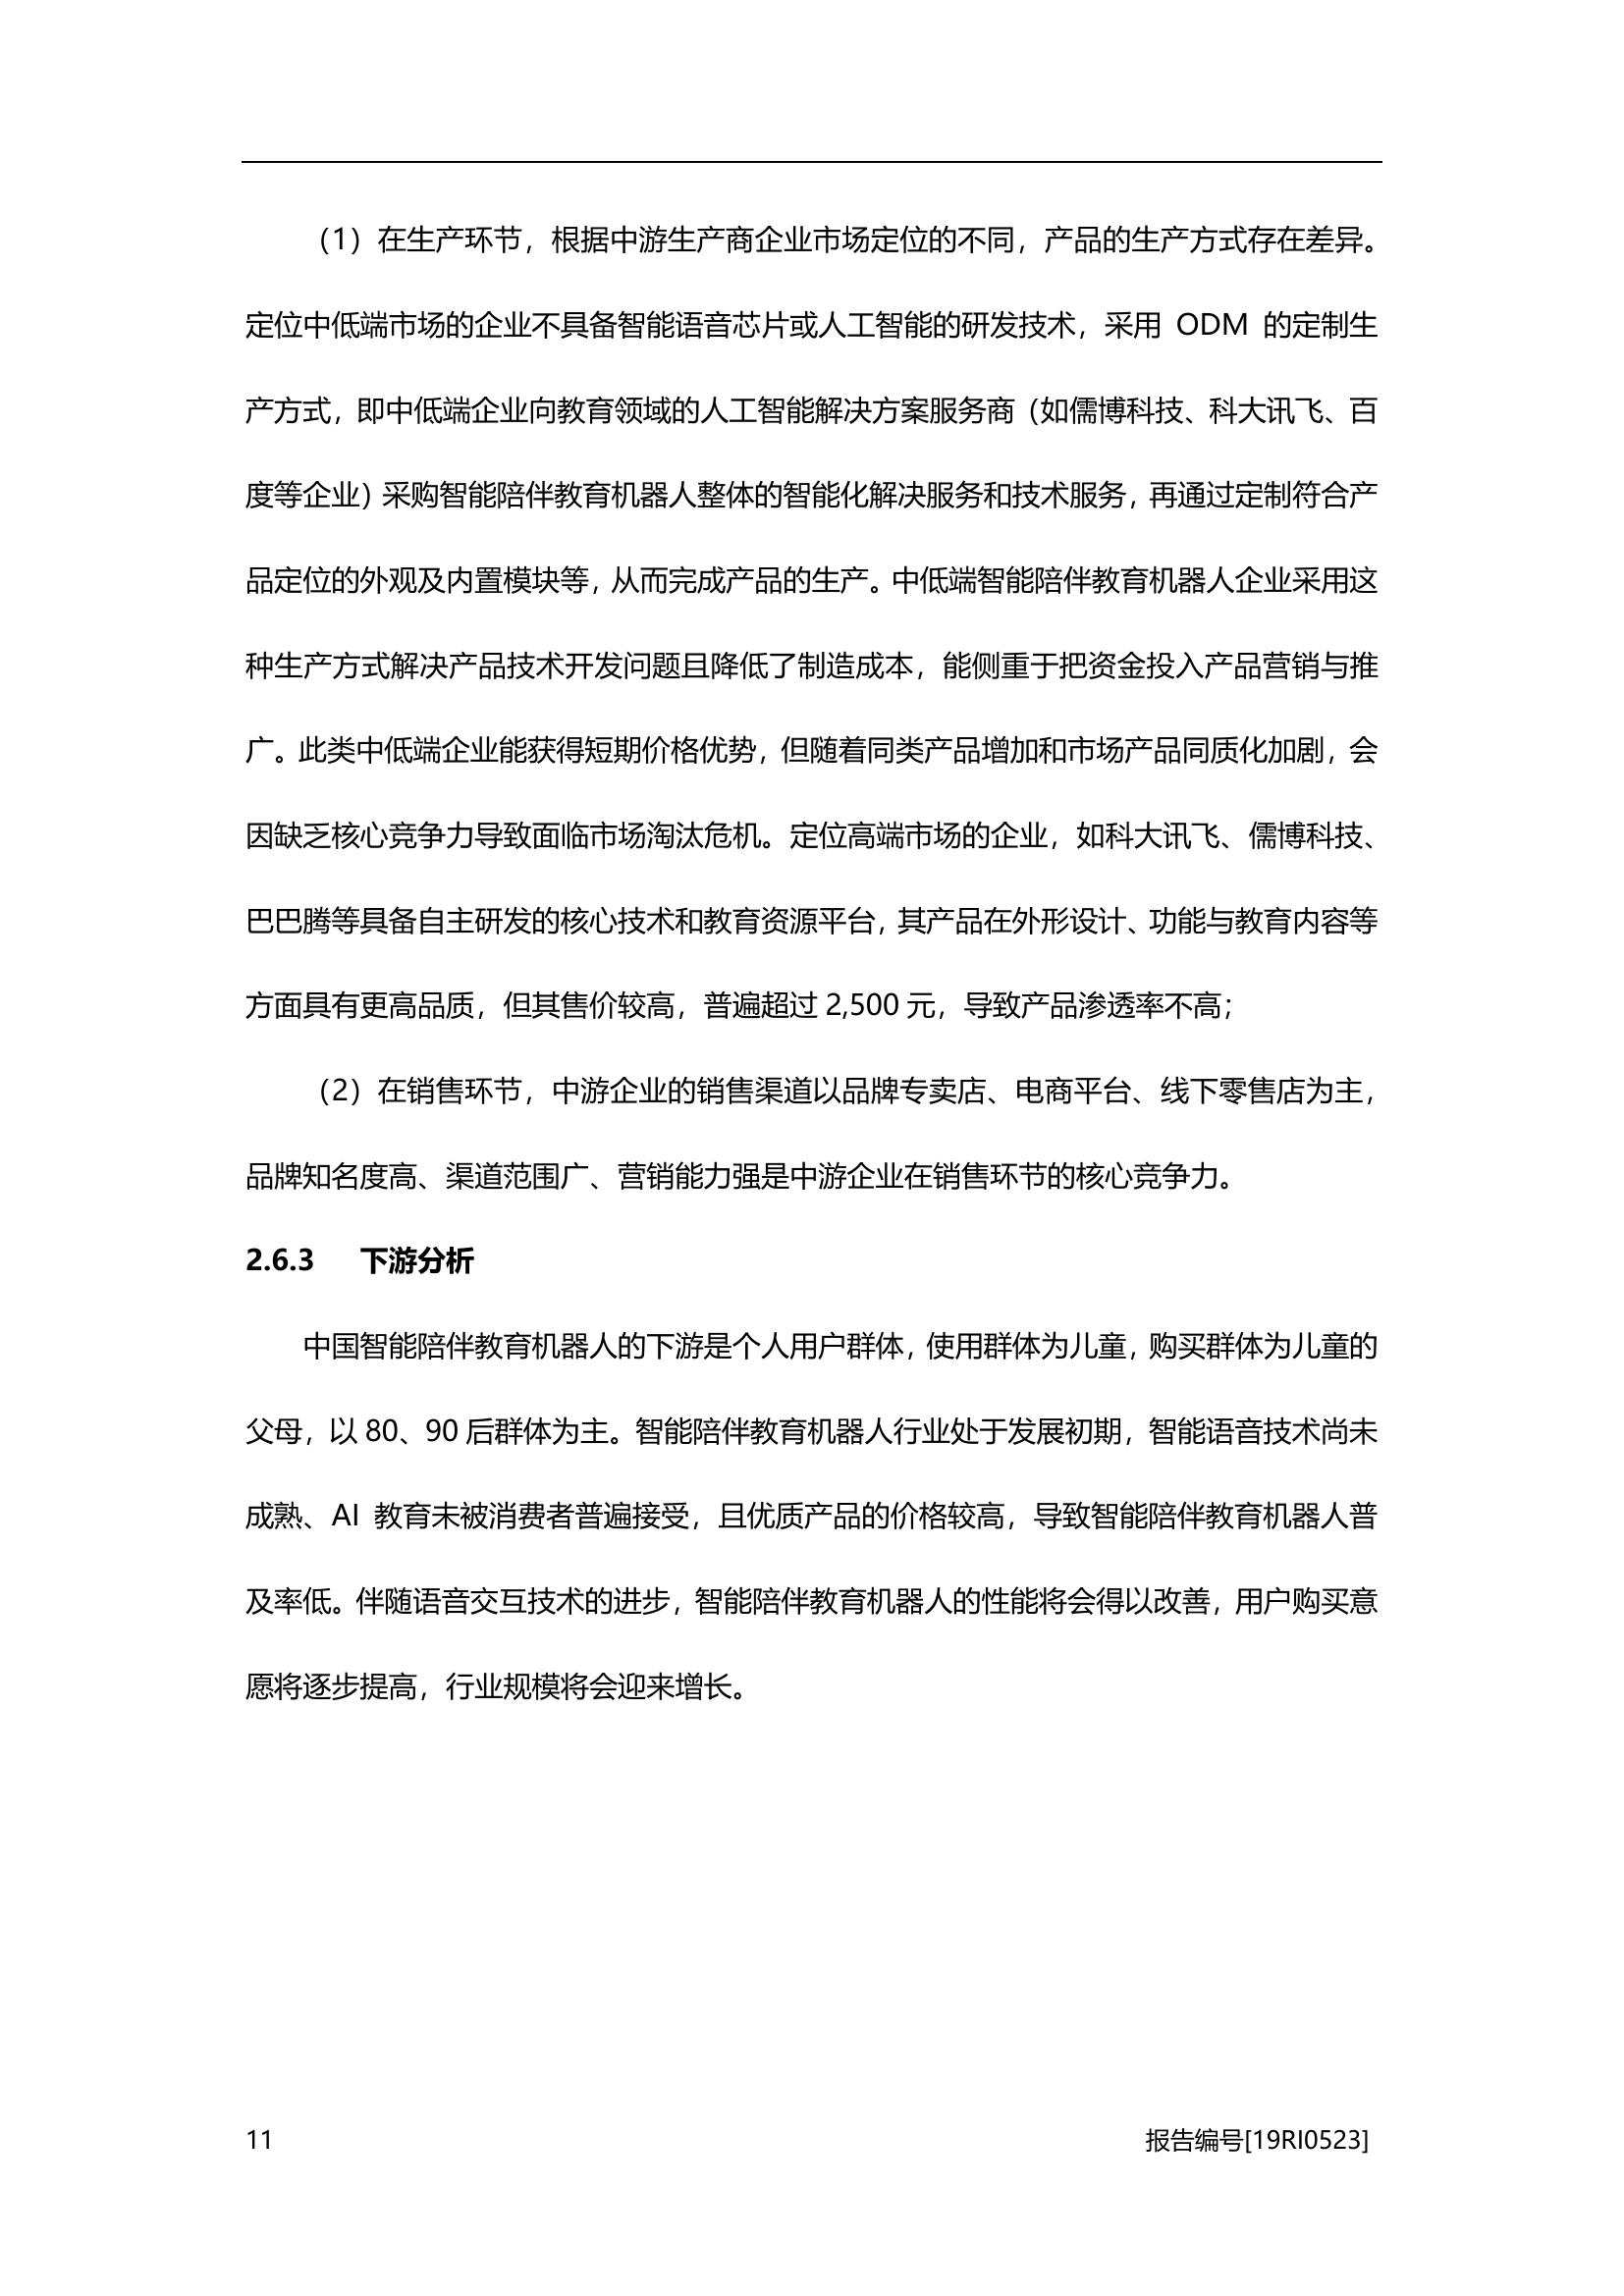 （1）在生产环节，根据中游生产商企业市场定位的不同，产品的生产方式存在差异。
定位中低端市场的企业不具备智能语音芯片或人工智能的研发技术，采用 ODM 的定制生
产方式，即中低端企业向教育领域的人工智能解决方案服务商（如儒博科技、科大讯飞、百
度等企业）采购智能陪伴教育机器人整体的智能化解决服务和技术服务，再通过定制符合产
品定位的外观及内置模块等，从而完成产品的生产。中低端智能陪伴教育机器人企业采用这
种生产方式解决产品技术开发问题且降低了制造成本，能侧重于把资金投入产品营销与推
广。此类中低端企业能获得短期价格优势，但随着同类产品增加和市场产品同质化加剧，会
因缺乏核心竞争力导致面临市场淘汰危机。定位高端市场的企业，如科大讯飞、儒博科技、
巴巴腾等具备自主研发的核心技术和教育资源平台，其产品在外形设计、功能与教育内容等
方面具有更高品质，但其售价较高，普遍超过 2,500 元，导致产品渗透率不高；
（2）在销售环节，中游企业的销售渠道以品牌专卖店、电商平台、线下零售店为主，
品牌知名度高、渠道范围广、营销能力强是中游企业在销售环节的核心竞争力。
2.6.3 下游分析
中国智能陪伴教育机器人的下游是个人用户群体，使用群体为儿童，购买群体为儿童的
父母，以 80、90 后群体为主。智能陪伴教育机器人行业处于发展初期，智能语音技术尚未
成熟、AI 教育未被消费者普遍接受，且优质产品的价格较高，导致智能陪伴教育机器人普
及率低。伴随语音交互技术的进步，智能陪伴教育机器人的性能将会得以改善，用户购买意
愿将逐步提高，行业规模将会迎来增长。
11 报告编号[19RI0523]